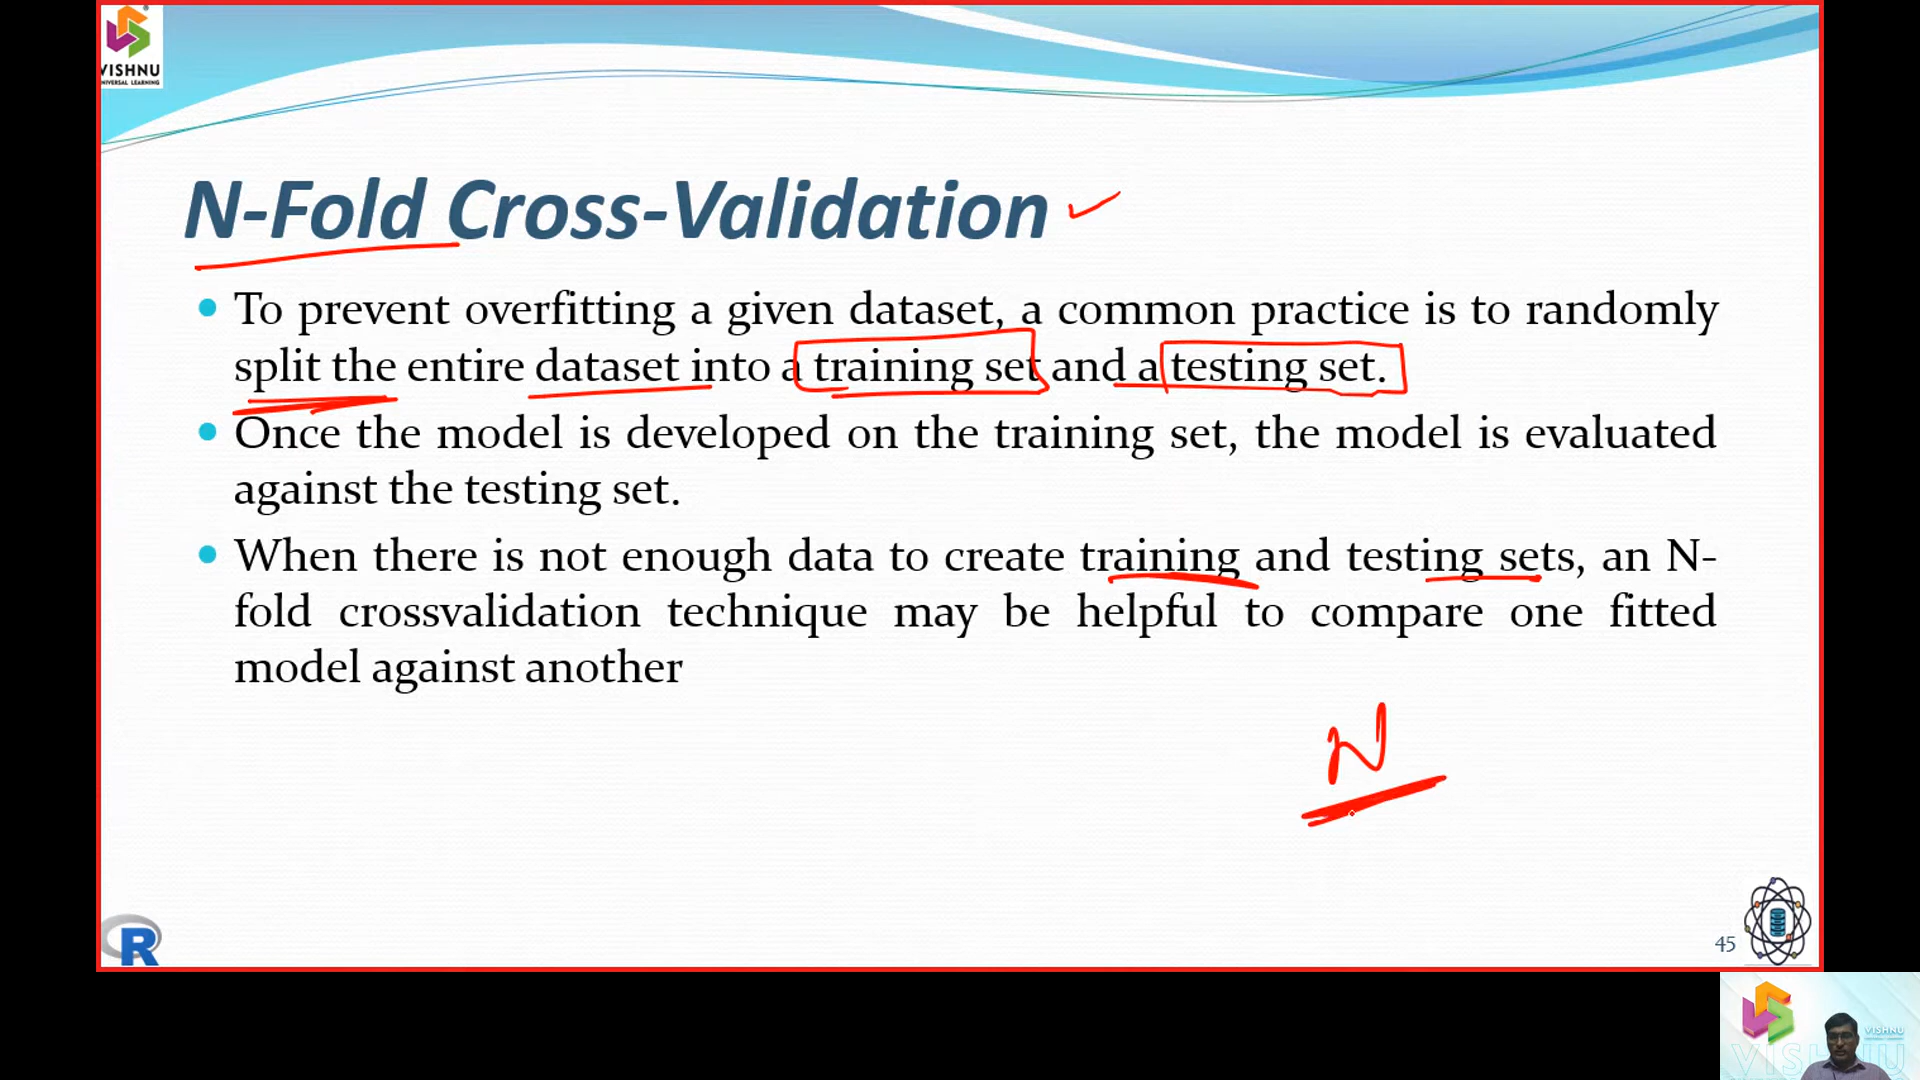 VISHNU
UNIVERSAL LEARNING
N-Fold Cross-Validation
• To prevent overfitting a given dataset, a common practice is to randomly
split the entire dataset into a training set and a testing set.
• Once the model is developed on the training set, the model is evaluated
against the testing set.
• When there is not enough data to create training and testing sets, an N-
fold crossvalidation technique may be helpful to compare one fitted
model against another
N
R
45
VISHNU